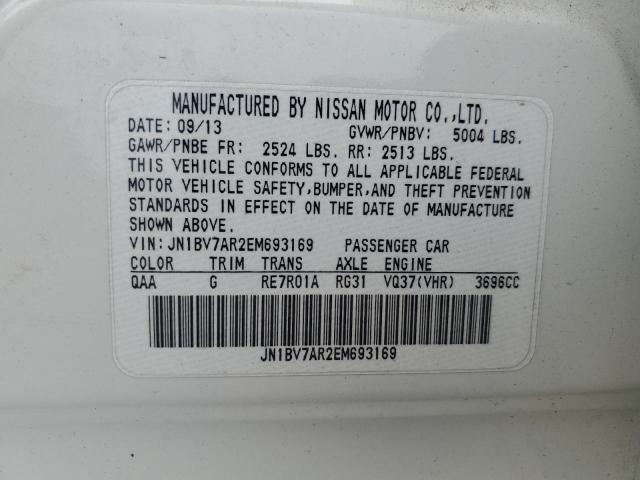 MANUFACTURED BY NISSAN MOTOR CO.,LTD.
DATE: 09/13 GVWR/PNBV: 5004 LBS.
GAWR/PNBE FR: 2524 LBS. RR: 2513 LBS.
THIS VEHICLE CONFORMS TO ALL APPLICABLE FEDERAL
MOTOR VEHICLE SAFETY,BUMPER,AND THEFT PREVENTION
STANDARDS IN EFFECT ON THE DATE OF MANUFACTURE
SHOWN ABOVE.
VIN: JN1BV7AR2EM693169 PASSENGER CAR
COLOR TRIM TRANS AXLE ENGINE
QAA G RE7R01A RG31 VQ37(VHR) 3696CC
JN1BV7AR2EM693169